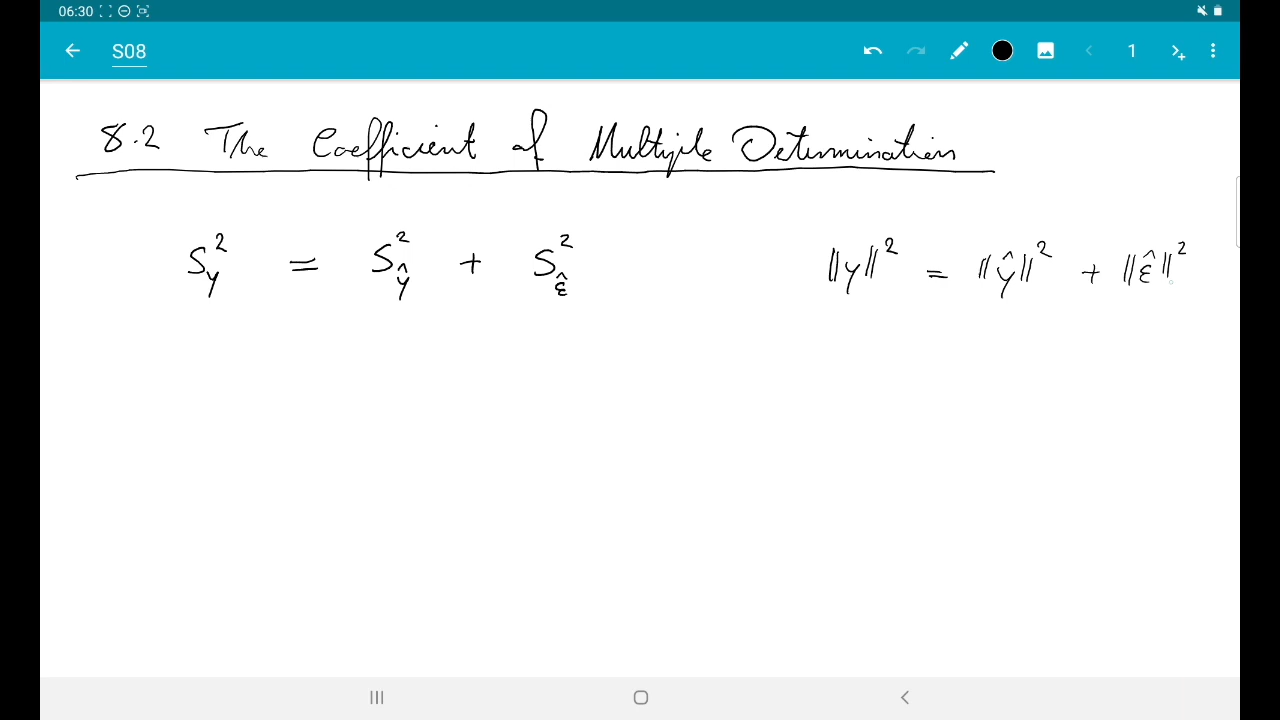 06:30
S08
1
8.2 The Coefficient of Multiple Determination
S_y^2 = S_ŷ^2 + S_ε̂^2 ||y||^2 = ||ŷ||^2 + ||ε̂||^2